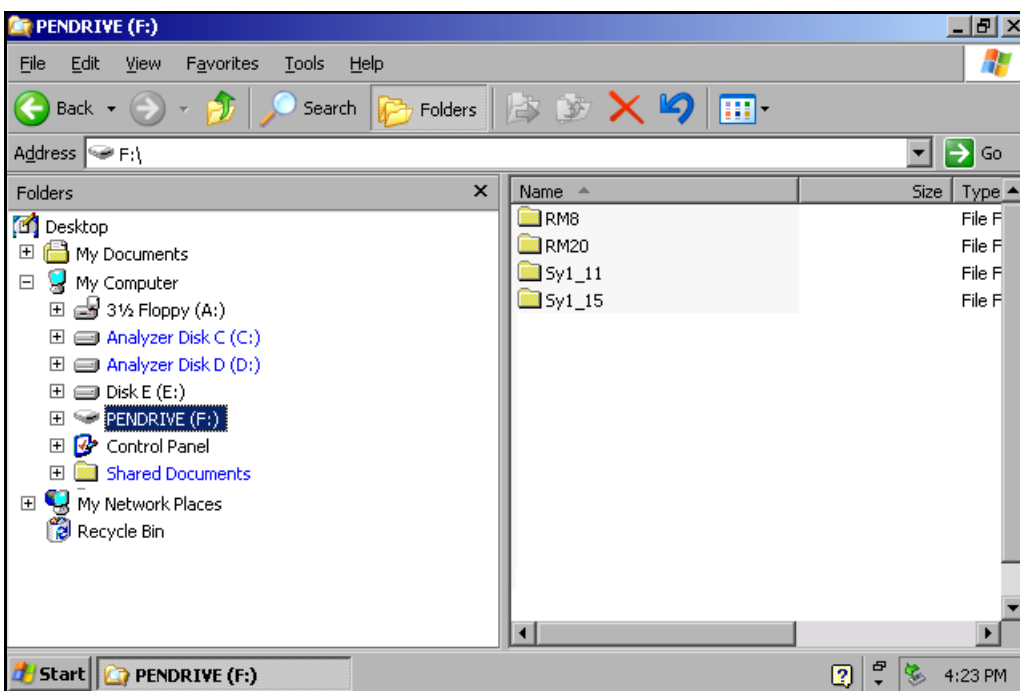 PENDRIVE (F:)
File Edit View Favorites Tools Help
Back Search Folders
Address F:\ Go
Folders
Desktop
My Documents
My Computer
3½ Floppy (A:)
Analyzer Disk C (C:)
Analyzer Disk D (D:)
Disk E (E:)
PENDRIVE (F:)
Control Panel
Shared Documents
My Network Places
Recycle Bin
Name Size Type
RM8 File F
RM20 File F
Sy1_11 File F
Sy1_15 File F
Start PENDRIVE (F:) 4:23 PM